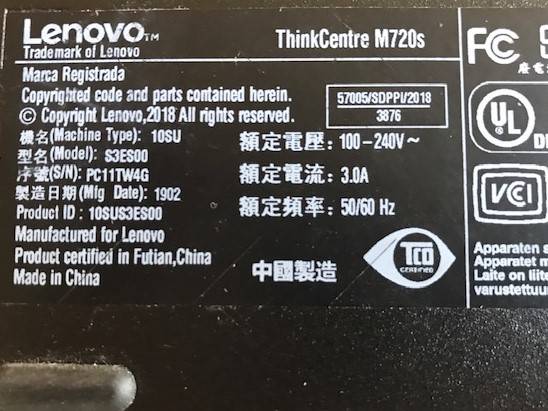 Lenovo™
Trademark of Lenovo
ThinkCentre M720s
Marca Registrada
Copyrighted code and parts contained herein.
© Copyright Lenovo,2018 All rights reserved.
57005/SDPPI/2018
3876
機名(Machine Type): 10SU
型名(Model): S3ES00
序號(S/N): PC11TW4G
製造日期(Mfg Date): 1902
Product ID : 10SUS3ES00
額定電壓: 100-240V~
額定電流: 3.0A
額定頻率: 50/60 Hz
Manufactured for Lenovo
Product certified in Futian,China
Made in China
中國製造
TCO
CERTIFIED
FC
廢電
UL
VCCI
Apparaten
Apparatet
Laite on